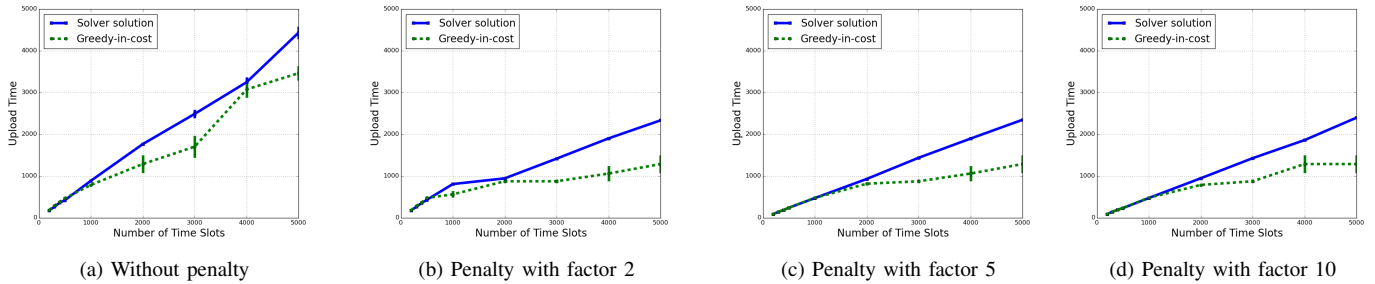 Solver solution
Greedy-in-cost
5000
4000
3000
2000
1000
0
Upload Time
0 1000 2000 3000 4000 5000
Number of Time Slots
(a) Without penalty
Solver solution
Greedy-in-cost
5000
4000
3000
2000
1000
0
Upload Time
0 1000 2000 3000 4000 5000
Number of Time Slots
(b) Penalty with factor 2
Solver solution
Greedy-in-cost
5000
4000
3000
2000
1000
0
Upload Time
0 1000 2000 3000 4000 5000
Number of Time Slots
(c) Penalty with factor 5
Solver solution
Greedy-in-cost
5000
4000
3000
2000
1000
0
Upload Time
0 1000 2000 3000 4000 5000
Number of Time Slots
(d) Penalty with factor 10